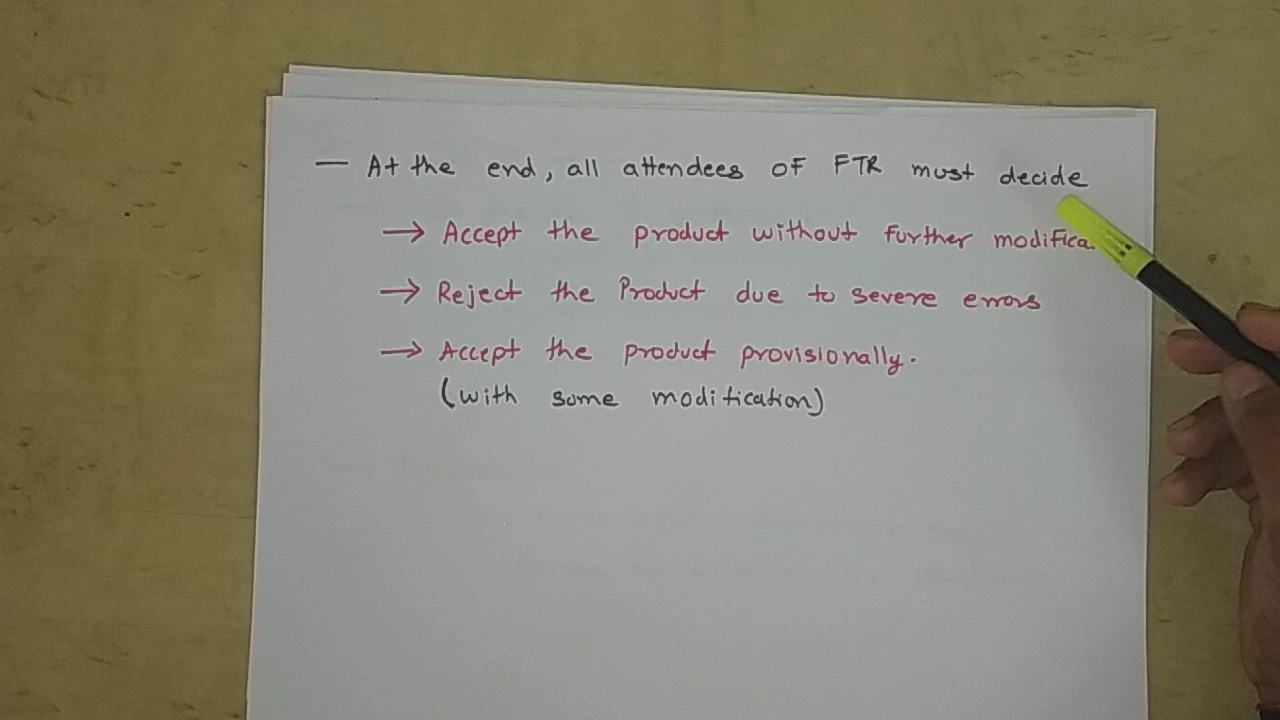 — At the end, all attendees of FTR must decide
→ Accept the product without further modifica
→ Reject the Product due to severe errors
→ Accept the product provisionally.
(with some modification)